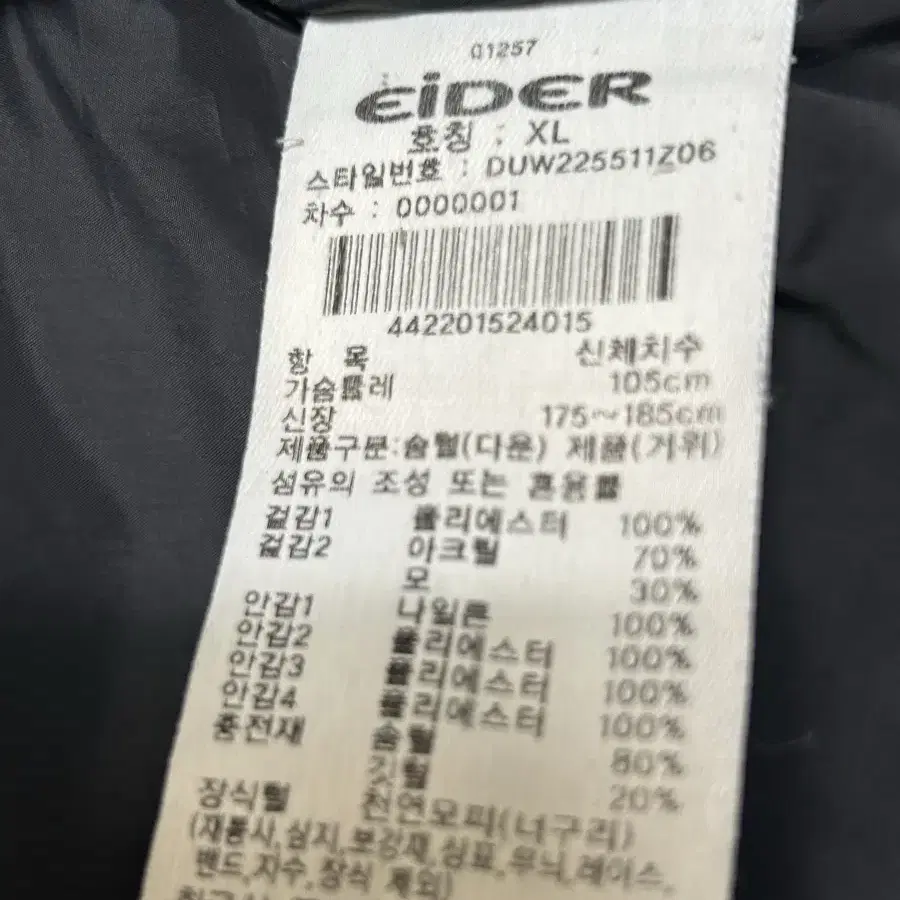 01257
EIDER
호칭 : XL
스타일번호 : DUW225511Z06
차수 : 0000001
442201524015
항 목 신체치수
가슴둘레 105cm
신장 175~185cm
제품구분:솜털(다운) 제품(거위)
섬유의 조성 또는 혼용률
겉감1 폴리에스터 100%
겉감2 아크릴 70%
모 30%
안감1 나일론 100%
안감2 폴리에스터 100%
안감3 폴리에스터 100%
안감4 폴리에스터 100%
충전재 솜털 80%
깃털 20%
장식털 천연모피(너구리)
(재봉사,심지,보강재,상표,무늬,레이스,
밴드,자수,장식 제외)